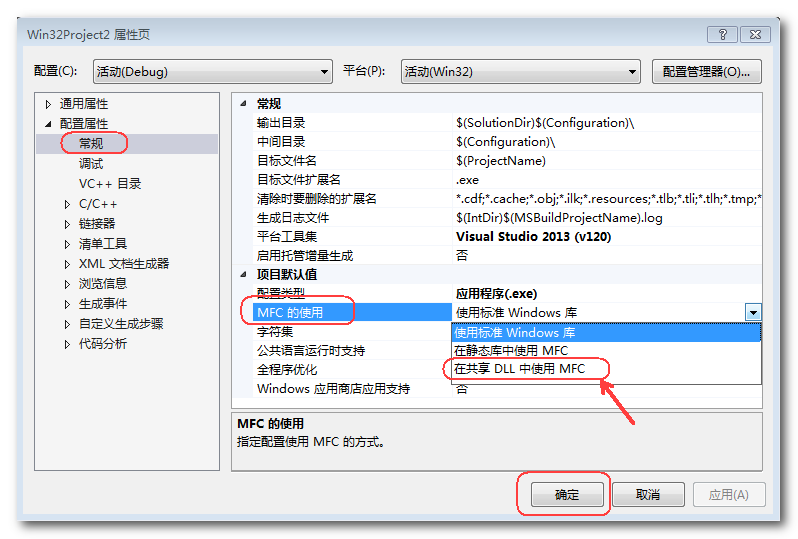 Win32Project2 属性页
配置(C): 活动(Debug) 平台(P): 活动(Win32) 配置管理器(O)...
通用属性
配置属性
常规
调试
VC++ 目录
C/C++
链接器
清单工具
XML 文档生成器
浏览信息
生成事件
自定义生成步骤
代码分析
常规
输出目录 $(SolutionDir)$(Configuration)\
中间目录 $(Configuration)\
目标文件名 $(ProjectName)
目标文件扩展名 .exe
清除时要删除的扩展名 *.cdf;*.cache;*.obj;*.ilk;*.resources;*.tlb;*.tli;*.tlh;*.tmp;*
生成日志文件 $(IntDir)$(MSBuildProjectName).log
平台工具集 Visual Studio 2013 (v120)
启用托管增量生成 否
项目默认值
配置类型 应用程序(.exe)
MFC 的使用 使用标准 Windows 库
字符集 使用标准 Windows 库
公共语言运行时支持 在静态库中使用 MFC
全程序优化 在共享 DLL 中使用 MFC
Windows 应用商店应用支持 否
MFC 的使用
指定配置使用 MFC 的方式。
确定 取消 应用(A)